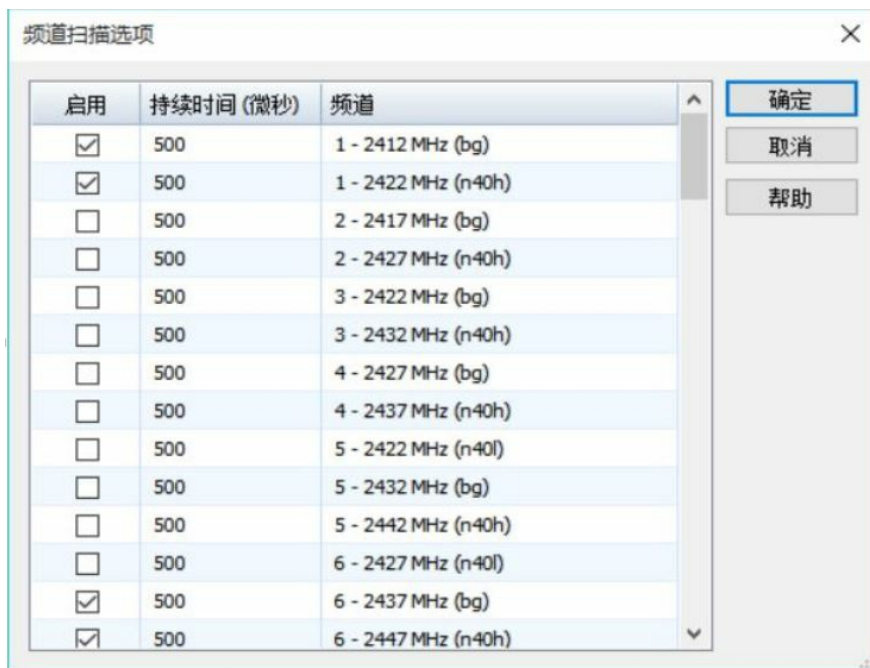 频道扫描选项
启用 持续时间 (微秒) 频道 确定
500 1 - 2412 MHz (bg) 取消
500 1 - 2422 MHz (n40h) 帮助
500 2 - 2417 MHz (bg)
500 2 - 2427 MHz (n40h)
500 3 - 2422 MHz (bg)
500 3 - 2432 MHz (n40h)
500 4 - 2427 MHz (bg)
500 4 - 2437 MHz (n40h)
500 5 - 2422 MHz (n40l)
500 5 - 2432 MHz (bg)
500 5 - 2442 MHz (n40h)
500 6 - 2427 MHz (n40l)
500 6 - 2437 MHz (bg)
500 6 - 2447 MHz (n40h)